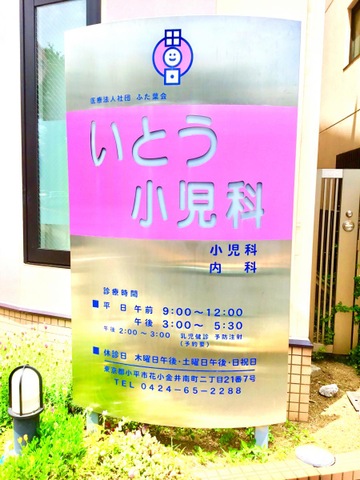 医療法人社団 ふた葉会
いとう
小児科
小児科
内 科
診療時間
■ 平 日 午前 9:00〜12:00
午後 3:00〜 5:30
午後 2:00〜3:00 乳児健診 予防注射
(予約要)
■ 休診日 木曜日午後・土曜日午後・日祝日
東京都小平市花小金井南町二丁目21番7号
TEL 0424-65-2288